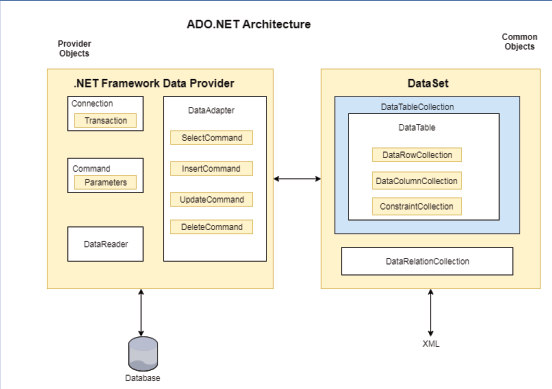 ADO.NET Architecture
Provider
Objects
Common
Objects
.NET Framework Data Provider
Connection
Transaction
Command
Parameters
DataReader
DataAdapter
SelectCommand
InsertCommand
UpdateCommand
DeleteCommand
DataSet
DataTableCollection
DataTable
DataRowCollection
DataColumnCollection
ConstraintCollection
DataRelationCollection
Database
XML